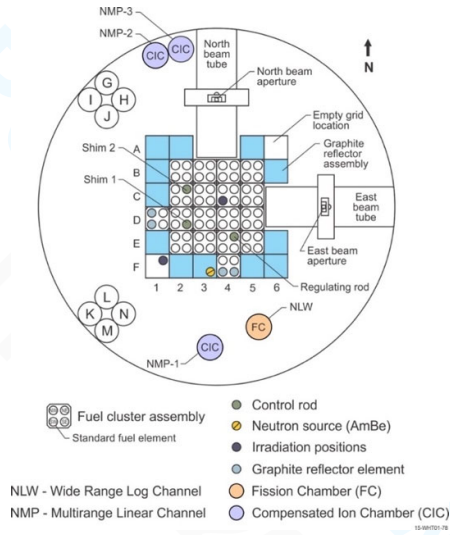 NMP-3
NMP-2
CIC
CIC
North
beam
tube
N
North beam
aperture
G
I
H
J
Empty grid
location
Graphite
reflector
assembly
Shim 2
Shim 1
A
B
C
D
E
F
1
2
3
4
5
6
East
beam
tube
East beam
aperture
Regulating rod
L
K
N
M
NLW
FC
CIC
NMP-1
Fuel cluster assembly
Standard fuel element
NLW - Wide Range Log Channel
NMP - Multirange Linear Channel
Control rod
Neutron source (AmBe)
Irradiation positions
Graphite reflector element
Fission Chamber (FC)
Compensated Ion Chamber (CIC)
15-WHT01-78